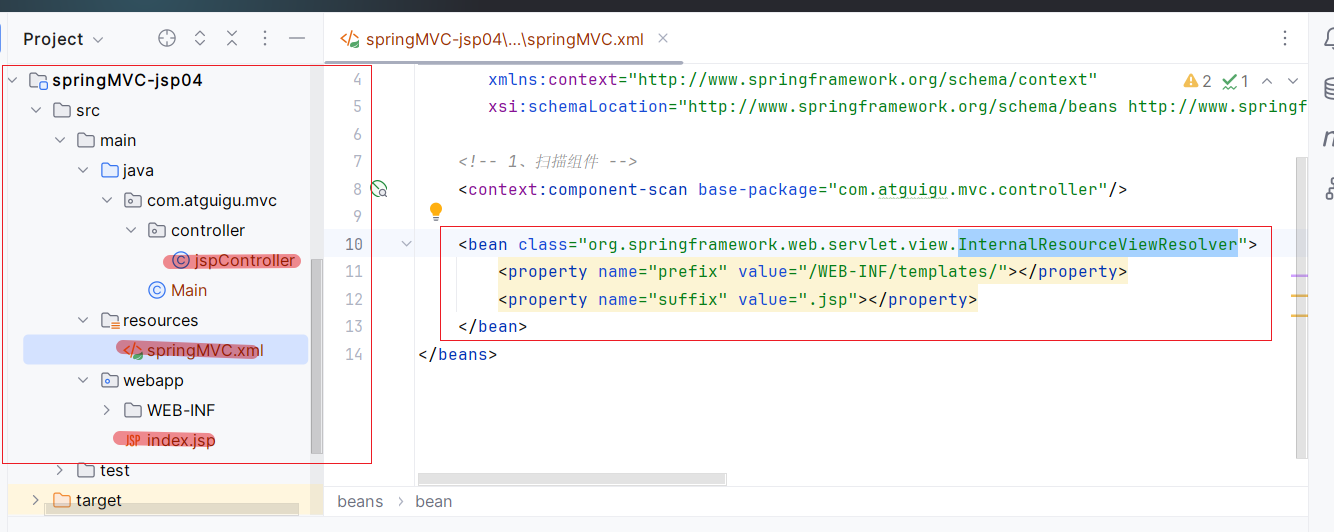 Project
springMVC-jsp04\...\springMVC.xml
springMVC-jsp04
src
main
java
com.atguigu.mvc
controller
jspController
Main
resources
springMVC.xml
webapp
WEB-INF
JSP index.jsp
test
target
4 xmlns:context="http://www.springframework.org/schema/context"
2 1
5 xsi:schemaLocation="http://www.springframework.org/schema/beans http://www.springf
6
7 <!-- 1、扫描组件 -->
8 <context:component-scan base-package="com.atguigu.mvc.controller"/>
9
10 <bean class="org.springframework.web.servlet.view.InternalResourceViewResolver">
11 <property name="prefix" value="/WEB-INF/templates/"></property>
12 <property name="suffix" value=".jsp"></property>
13 </bean>
14 </beans>
beans > bean